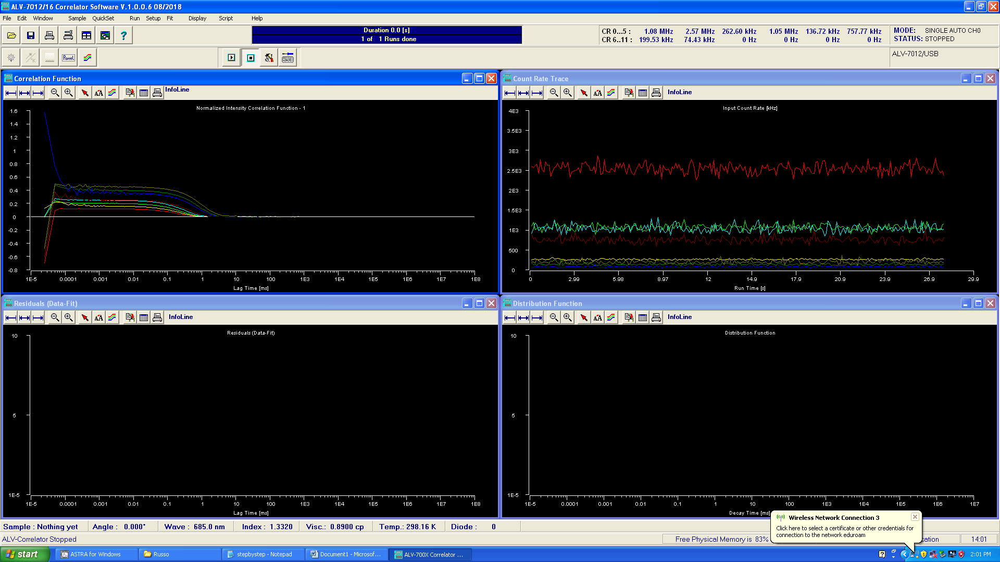 ALV-7012/16 Correlator Software V.1.0.0.6 08/2018
File Edit Window Sample QuickSet Run Setup Fit Display Script Help
Duration 0.0 [s]
1 of 1 Runs done
CR 0...5 : 1.08 MHz 2.57 MHz 262.60 kHz 1.05 MHz 136.72 kHz 757.77 kHz
CR 6..11 : 199.53 kHz 74.43 kHz 0 Hz 0 Hz 0 Hz 0 Hz
MODE: SINGLE AUTO CH0
STATUS: STOPPED
Panel
ALV-7012/USB
Correlation Function
InfoLine
Normalized Intensity Correlation Function - 1
1.6
1.4
1.2
1
0.8
0.6
0.4
0.2
0
-0.2
-0.4
-0.6
-0.8
1E-5 0.0001 0.001 0.01 0.1 1 10 100 1E3 1E4 1E5 1E6 1E7 1E8
Lag Time [ms]
Count Rate Trace
InfoLine
Input Count Rate [kHz]
4E3
3.5E3
3E3
2.5E3
2E3
1.5E3
1E3
500
0
0 2.99 5.98 8.97 12 14.9 17.9 20.9 23.9 26.9 29.9
Run Time [s]
Residuals (Data-Fit)
InfoLine
Residuals (Data-Fit)
10
5
1E-5
1E-5 0.0001 0.001 0.01 0.1 1 10 100 1E3 1E4 1E5 1E6 1E7 1E8
Lag Time [ms]
Distribution Function
InfoLine
Distribution Function
10
5
1E-5
1E-5 0.0001 0.001 0.01 0.1 1 10 100 1E3 1E4 1E5 1E6 1E7
Decay Time [ms]
Wireless Network Connection 3
Click here to select a certificate or other credentials for
connection to the network eduroam
Sample : Nothing yet Angle : 0.000° Wave : 685.0 nm Index : 1.3320 Visc.: 0.8900 cp Temp.: 298.16 K Diode : 0
ALV-Correlator Stopped
Free Physical Memory is 83%
14:01
start
ASTRA for Windows
Russo
stepbystep - Notepad
Document1 - Microsof...
ALV-700X Correlator ...
2:01 PM